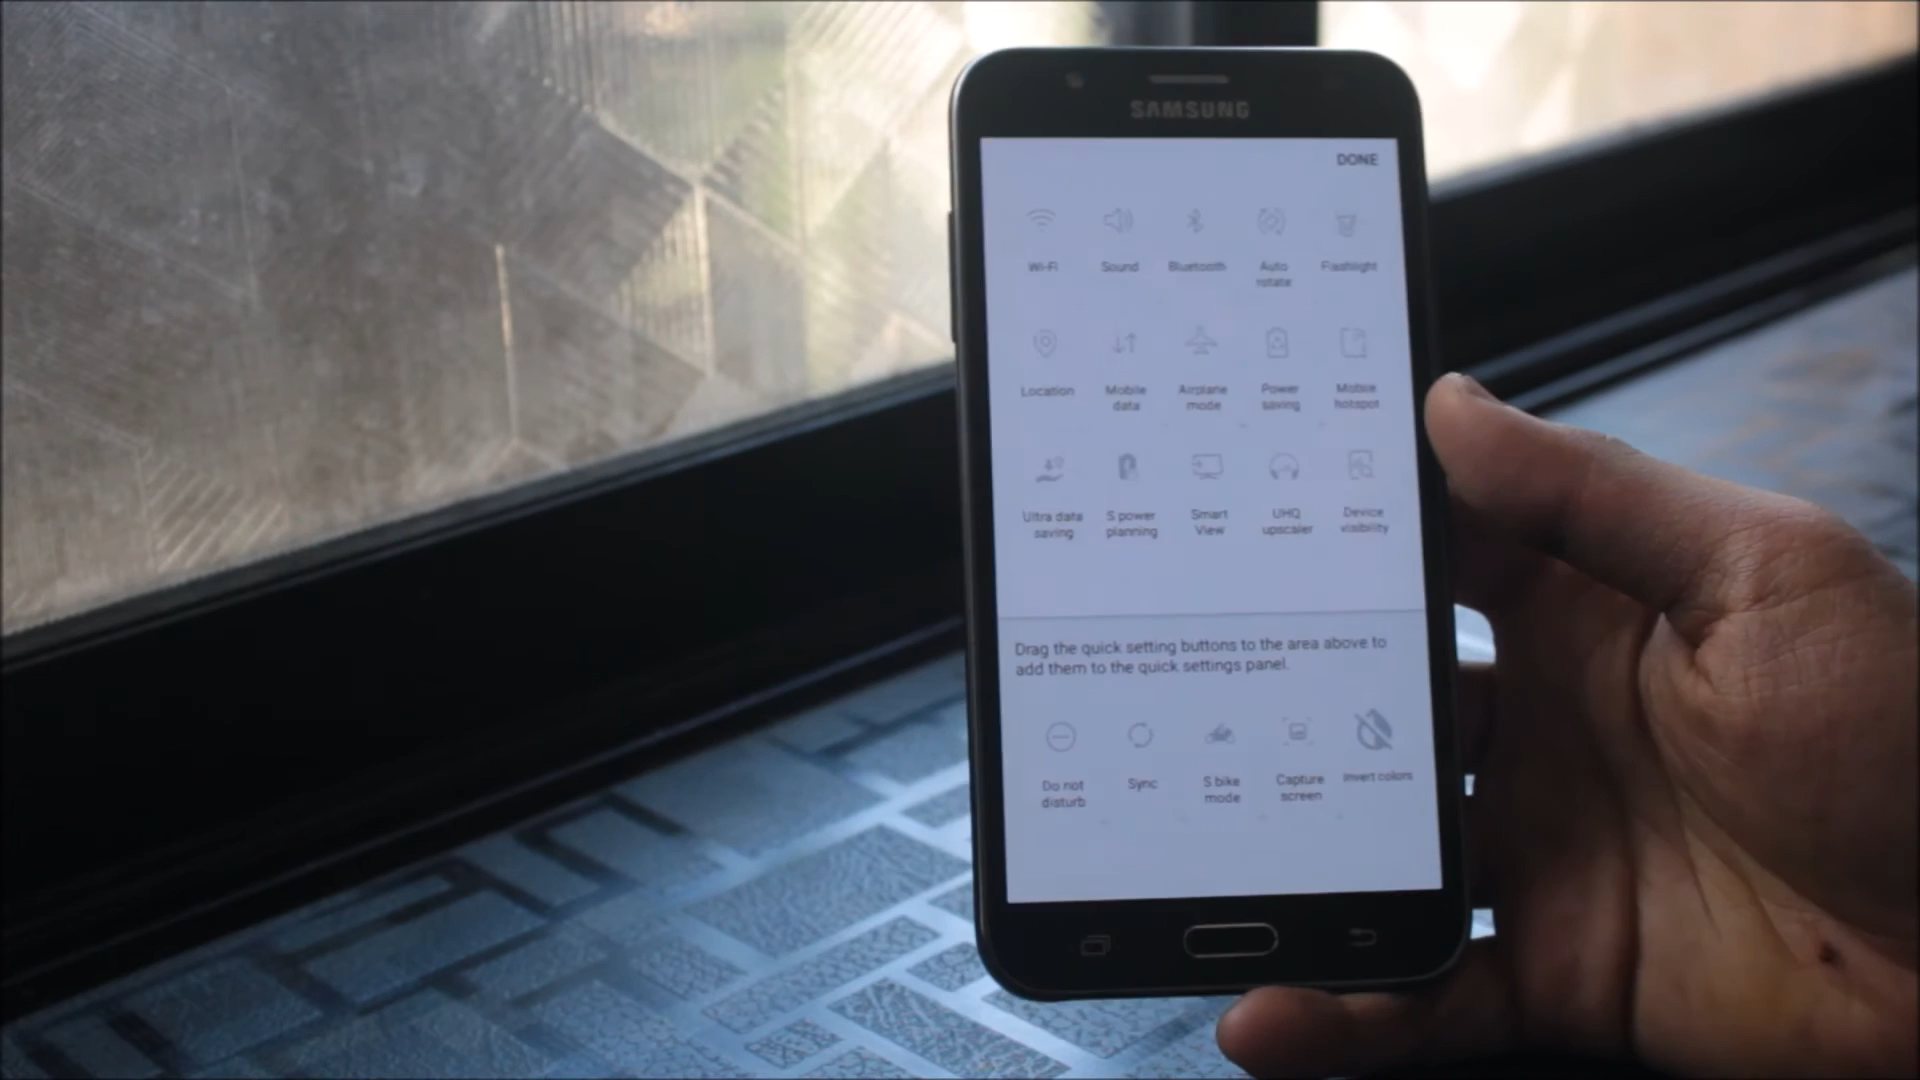 SAMSUNG
DONE
Wi-Fi Sound Bluetooth Auto rotate Flashlight
Location Mobile data Airplane mode Power saving Mobile hotspot
Ultra data saving S power planning Smart View UHQ upscaler Device visibility
Drag the quick setting buttons to the area above to
add them to the quick settings panel.
Do not disturb Sync S bike mode Capture screen Invert colors